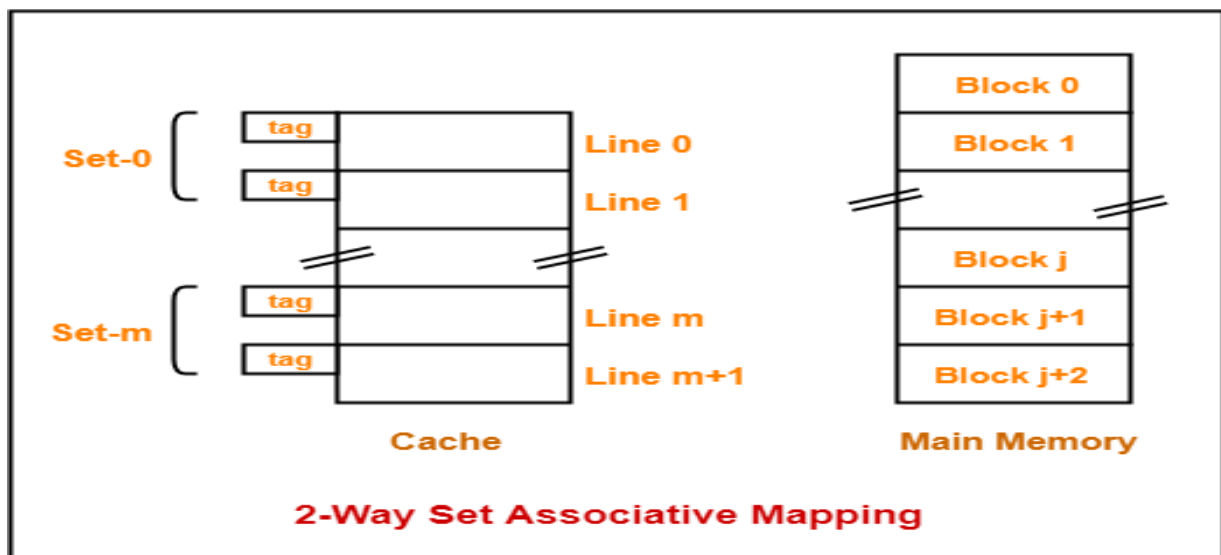 Set-0
tag
Line 0
tag
Line 1
Set-m
tag
Line m
tag
Line m+1
Cache
Block 0
Block 1
Block j
Block j+1
Block j+2
Main Memory
2-Way Set Associative Mapping